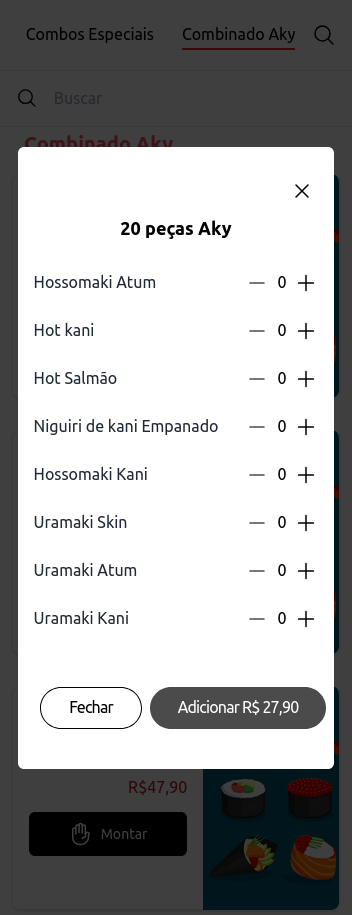 Combos Especiais Combinado Aky
Buscar
Combinado Aky
20 peças Aky
Hossomaki Atum 0
Hot kani 0
Hot Salmão 0
Niguiri de kani Empanado 0
Hossomaki Kani 0
Uramaki Skin 0
Uramaki Atum 0
Uramaki Kani 0
Fechar Adicionar R$ 27,90
R$47,90
Montar